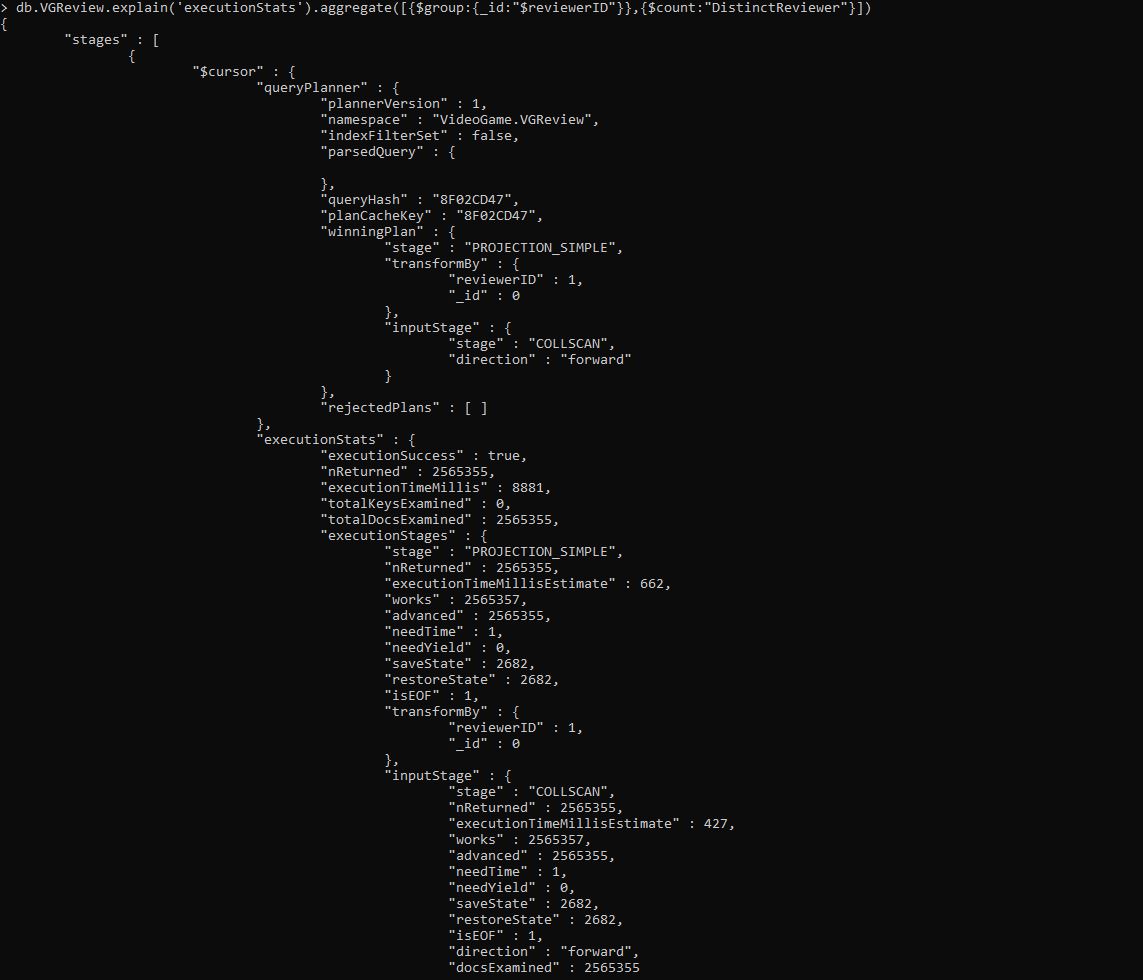 > db.VGReview.explain('executionStats').aggregate([{$group:{_id:"$reviewerID"}},{$count:"DistinctReviewer"}])
{
        "stages" : [
                {
                        "$cursor" : {
                                "queryPlanner" : {
                                        "plannerVersion" : 1,
                                        "namespace" : "VideoGame.VGReview",
                                        "indexFilterSet" : false,
                                        "parsedQuery" : {

                                        },
                                        "queryHash" : "8F02CD47",
                                        "planCacheKey" : "8F02CD47",
                                        "winningPlan" : {
                                                "stage" : "PROJECTION_SIMPLE",
                                                "transformBy" : {
                                                        "reviewerID" : 1,
                                                        "_id" : 0
                                                },
                                                "inputStage" : {
                                                        "stage" : "COLLSCAN",
                                                        "direction" : "forward"
                                                }
                                        },
                                        "rejectedPlans" : [ ]
                                },
                                "executionStats" : {
                                        "executionSuccess" : true,
                                        "nReturned" : 2565355,
                                        "executionTimeMillis" : 8881,
                                        "totalKeysExamined" : 0,
                                        "totalDocsExamined" : 2565355,
                                        "executionStages" : {
                                                "stage" : "PROJECTION_SIMPLE",
                                                "nReturned" : 2565355,
                                                "executionTimeMillisEstimate" : 662,
                                                "works" : 2565357,
                                                "advanced" : 2565355,
                                                "needTime" : 1,
                                                "needYield" : 0,
                                                "saveState" : 2682,
                                                "restoreState" : 2682,
                                                "isEOF" : 1,
                                                "transformBy" : {
                                                        "reviewerID" : 1,
                                                        "_id" : 0
                                                },
                                                "inputStage" : {
                                                        "stage" : "COLLSCAN",
                                                        "nReturned" : 2565355,
                                                        "executionTimeMillisEstimate" : 427,
                                                        "works" : 2565357,
                                                        "advanced" : 2565355,
                                                        "needTime" : 1,
                                                        "needYield" : 0,
                                                        "saveState" : 2682,
                                                        "restoreState" : 2682,
                                                        "isEOF" : 1,
                                                        "direction" : "forward",
                                                        "docsExamined" : 2565355